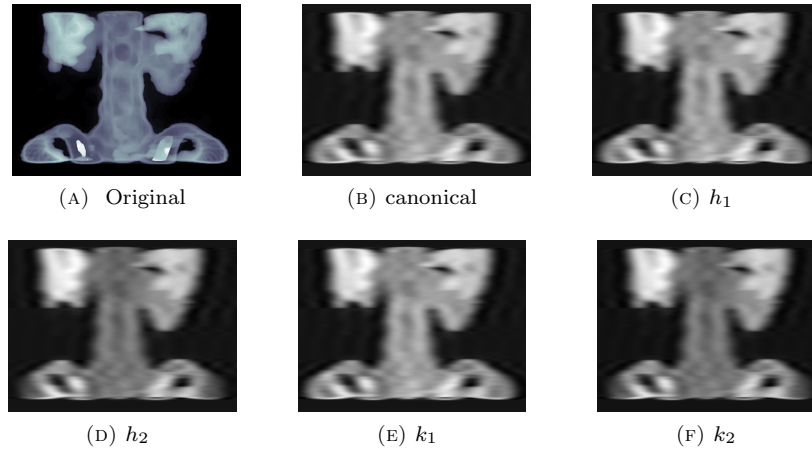 (A) Original
(B) canonical
(C) h₁
(D) h₂
(E) k₁
(F) k₂